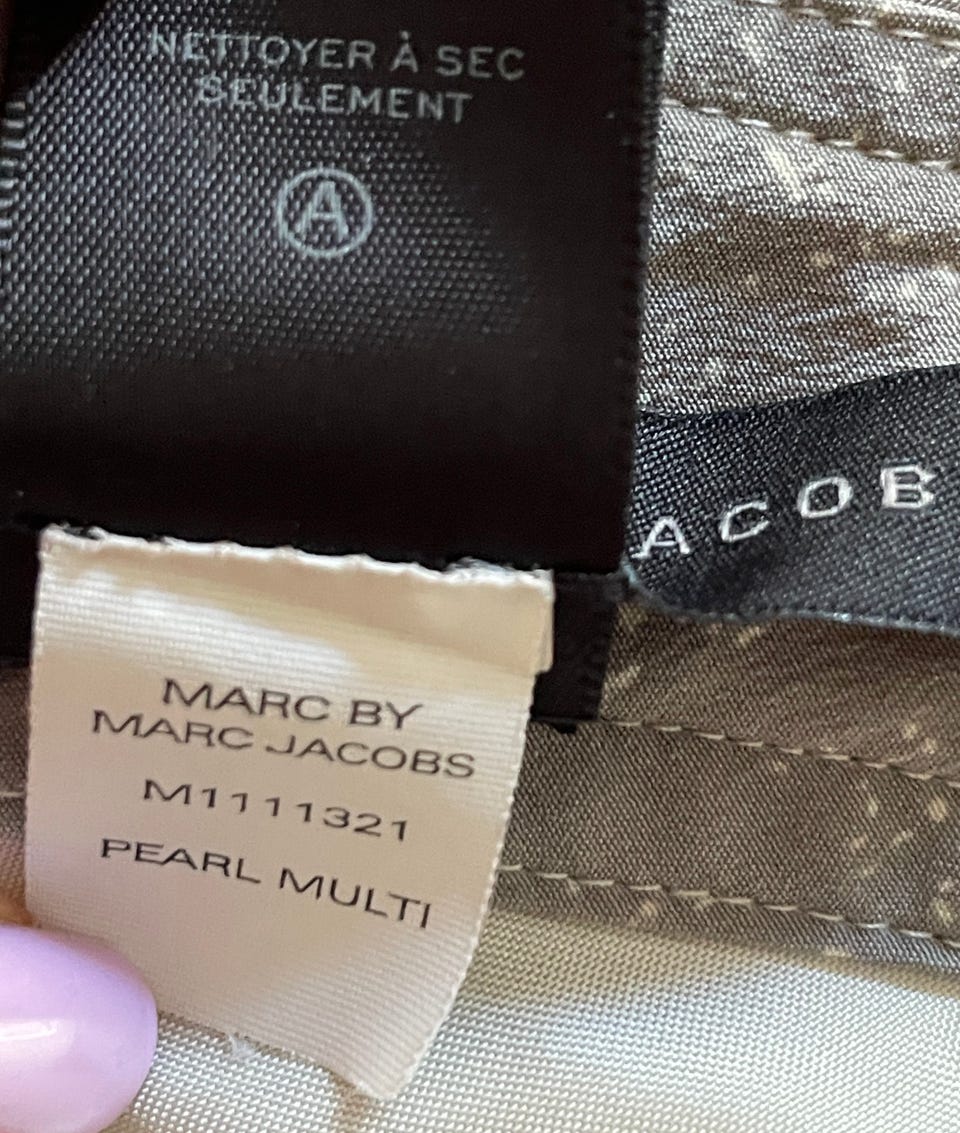 NETTOYER À SEC
SEULEMENT
A
ACOB
MARC BY
MARC JACOBS
M1111321
PEARL MULTI